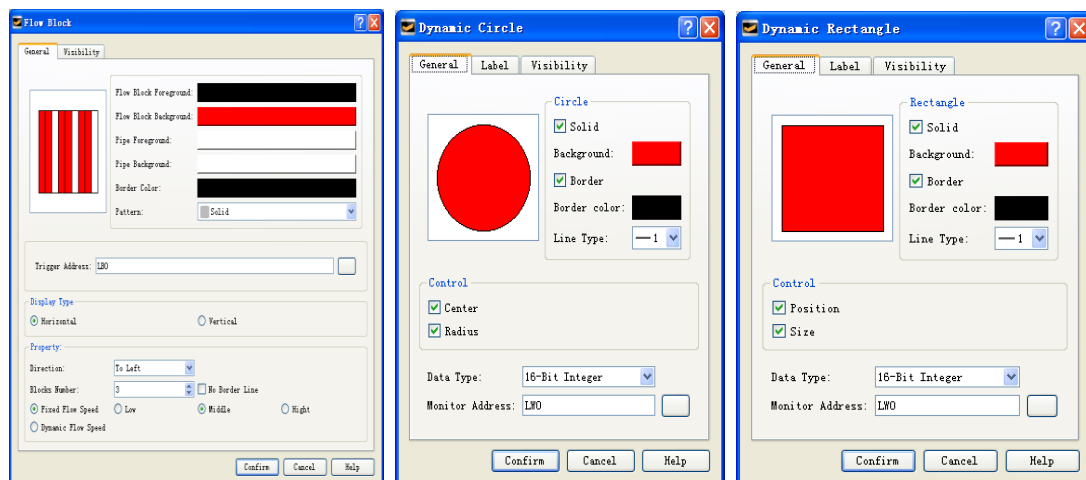 Flow Block
General Visibility
Flow Block Foreground:
Flow Block Background:
Pipe Foreground:
Pipe Background:
Border Color:
Pattern: Solid
Trigger Address: LB0
Display Type
Horizontal Vertical
Property:
Direction: To Left
Blocks Number: 3 No Border Line
Fixed Flow Speed Low Middle Hight
Dynamic Flow Speed
Confirm Cancel Help
Dynamic Circle
General Label Visibility
Circle
Solid
Background:
Border
Border color:
Line Type: 1
Control
Center
Radius
Data Type: 16-Bit Integer
Monitor Address: LW0
Confirm Cancel Help
Dynamic Rectangle
General Label Visibility
Rectangle
Solid
Background:
Border
Border color:
Line Type: 1
Control
Position
Size
Data Type: 16-Bit Integer
Monitor Address: LW0
Confirm Cancel Help